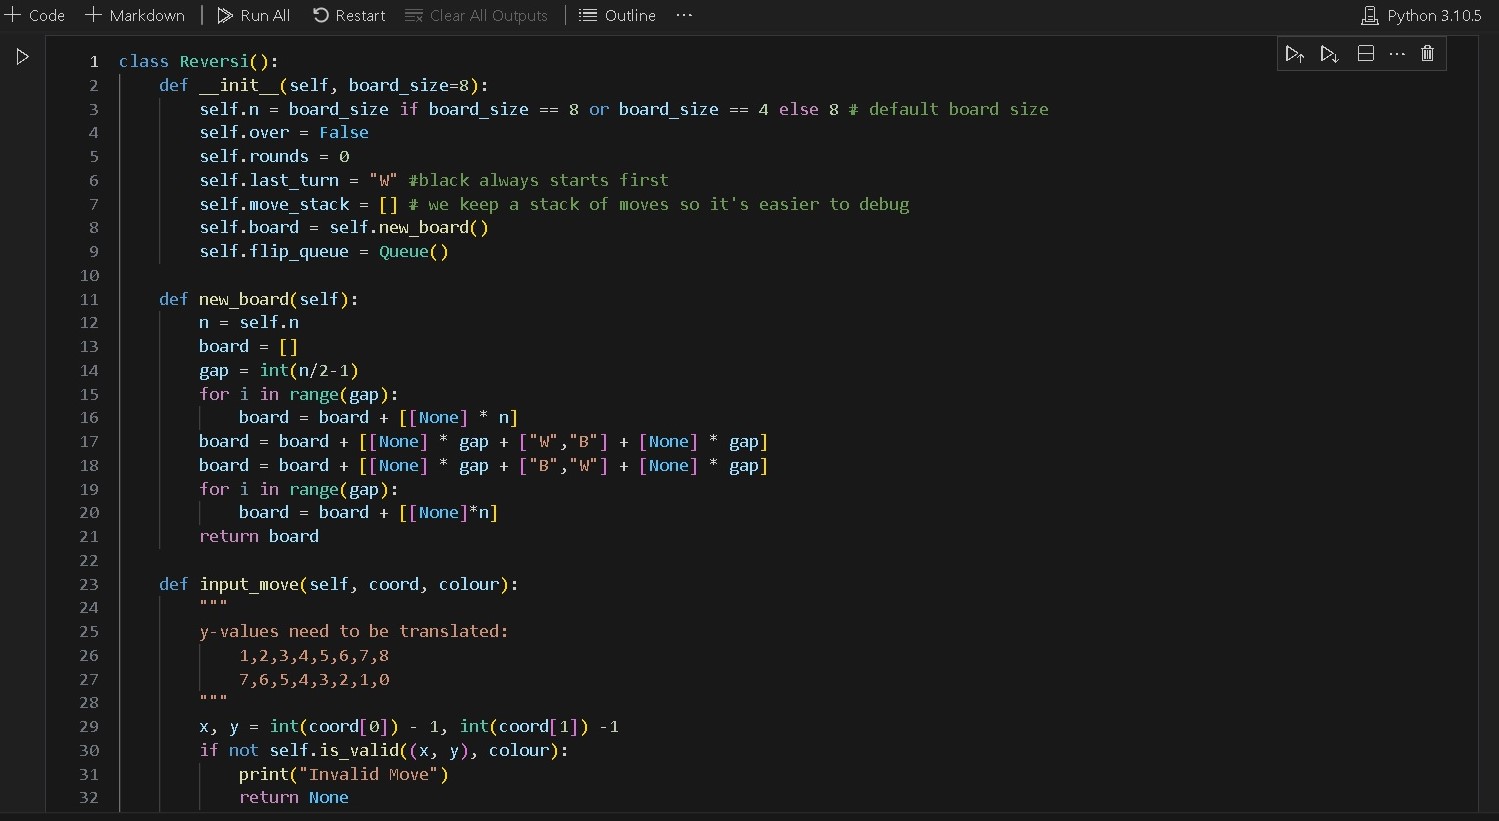 Code Markdown Run All Restart Clear All Outputs Outline ··· Python 3.10.5
1 class Reversi():
2     def __init__(self, board_size=8):
3         self.n = board_size if board_size == 8 or board_size == 4 else 8 # default board size
4         self.over = False
5         self.rounds = 0
6         self.last_turn = "W" #black always starts first
7         self.move_stack = [] # we keep a stack of moves so it's easier to debug
8         self.board = self.new_board()
9         self.flip_queue = Queue()
10
11     def new_board(self):
12         n = self.n
13         board = []
14         gap = int(n/2-1)
15         for i in range(gap):
16             board = board + [[None] * n]
17         board = board + [[None] * gap + ["W","B"] + [None] * gap]
18         board = board + [[None] * gap + ["B","W"] + [None] * gap]
19         for i in range(gap):
20             board = board + [[None]*n]
21         return board
22
23     def input_move(self, coord, colour):
24         """
25         y-values need to be translated:
26             1,2,3,4,5,6,7,8
27             7,6,5,4,3,2,1,0
28         """
29         x, y = int(coord[0]) - 1, int(coord[1]) -1
30         if not self.is_valid((x, y), colour):
31             print("Invalid Move")
32             return None